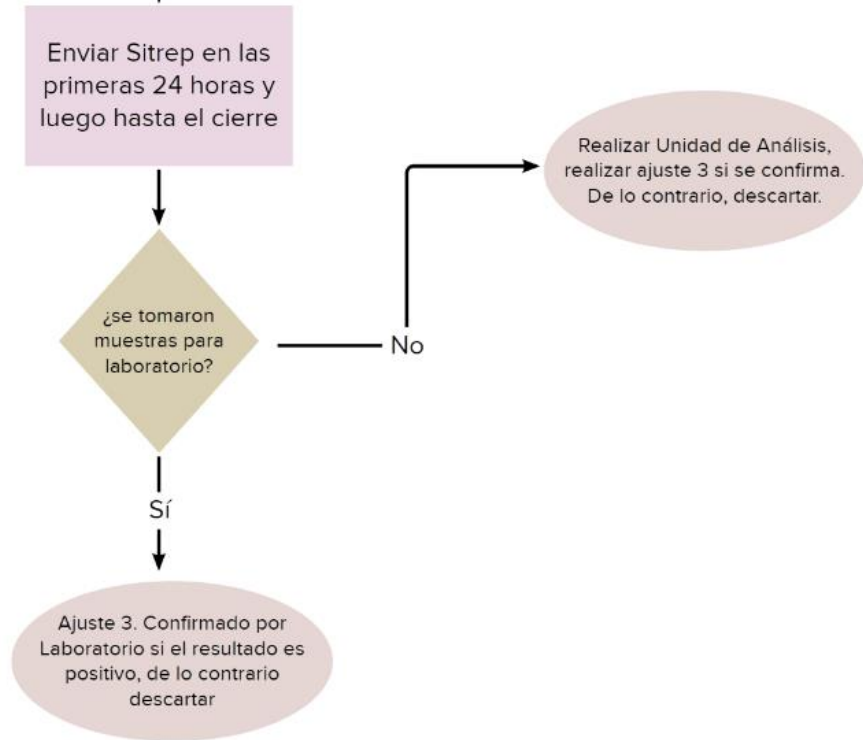 Enviar Sitrep en las
primeras 24 horas y
luego hasta el cierre
Realizar Unidad de Análisis,
realizar ajuste 3 si se confirma.
De lo contrario, descartar.
¿se tomaron
muestras para
laboratorio?
No
Sí
Ajuste 3. Confirmado por
Laboratorio si el resultado es
positivo, de lo contrario
descartar